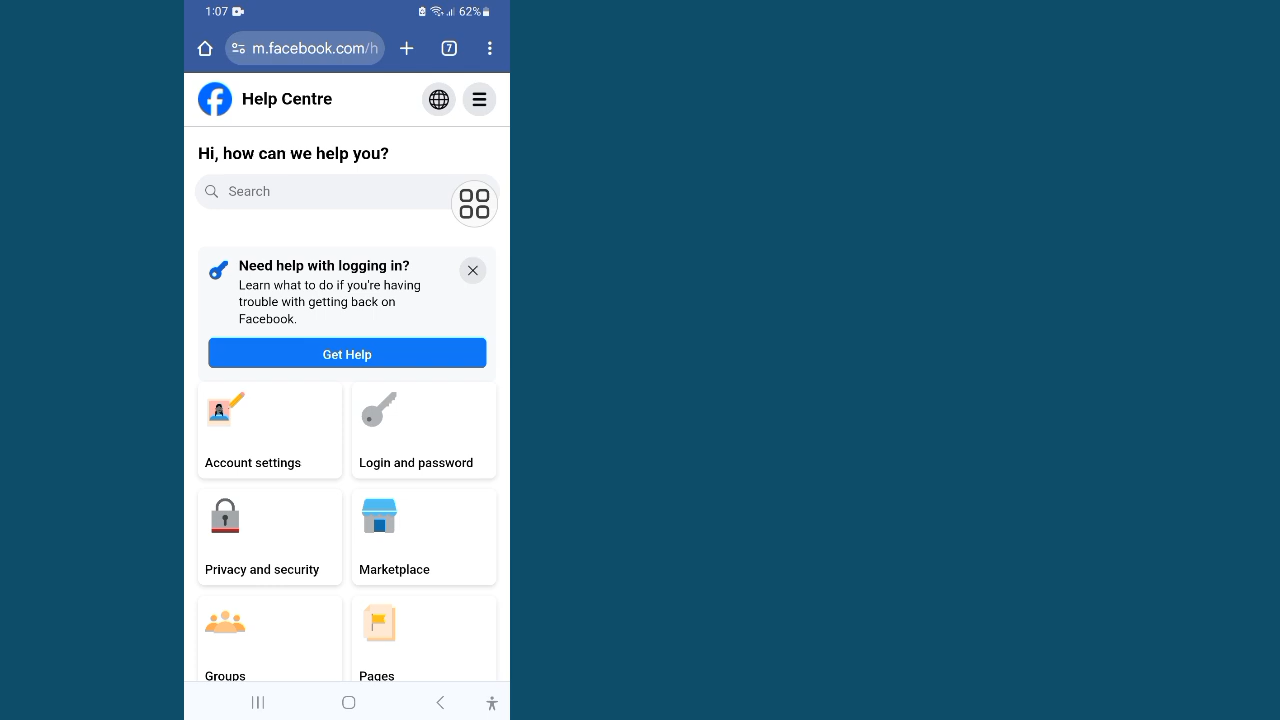 1:07
62%
m.facebook.com/h
7
Help Centre
Hi, how can we help you?
Search
Need help with logging in?
Learn what to do if you're having
trouble with getting back on
Facebook.
Get Help
Account settings
Login and password
Privacy and security
Marketplace
Groups
Pages